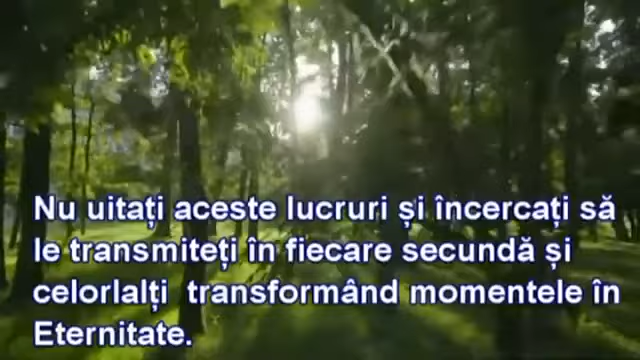 Nu uitați aceste lucruri și încercați să
le transmiteți în fiecare secundă și
celorlalți transformând momentele în
Eternitate.